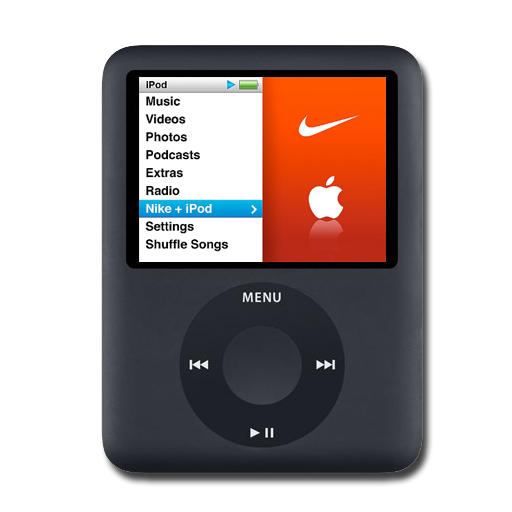 iPod
Music
Videos
Photos
Podcasts
Extras
Radio
Nike + iPod
Settings
Shuffle Songs
MENU